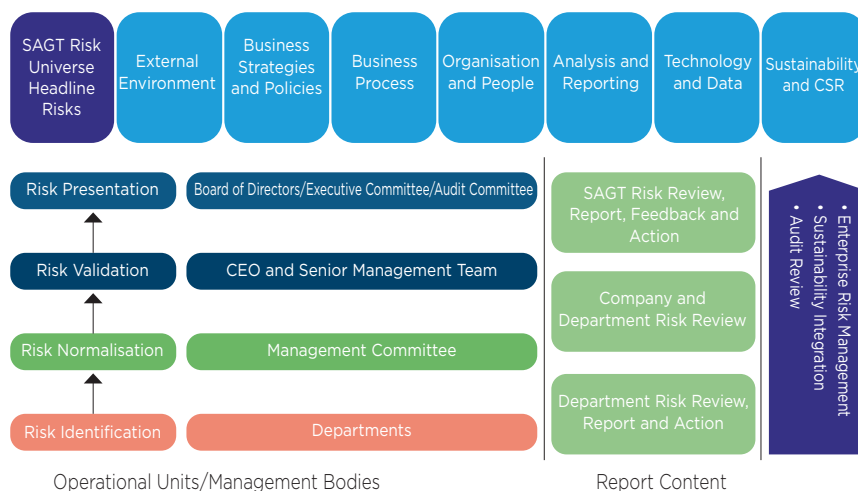 SAGT Risk
Universe
Headline
Risks
External
Environment
Business
Strategies
and Policies
Business
Process
Organisation
and People
Analysis and
Reporting
Technology
and Data
Sustainability
and CSR
Risk Presentation
Board of Directors/Executive Committee/Audit Committee
Risk Validation
CEO and Senior Management Team
Risk Normalisation
Management Committee
Risk Identification
Departments
SAGT Risk Review,
Report, Feedback and
Action
Company and
Department Risk Review
Department Risk Review,
Report and Action
• Enterprise Risk Management
• Sustainability Integration
• Audit Review
Operational Units/Management Bodies
Report Content